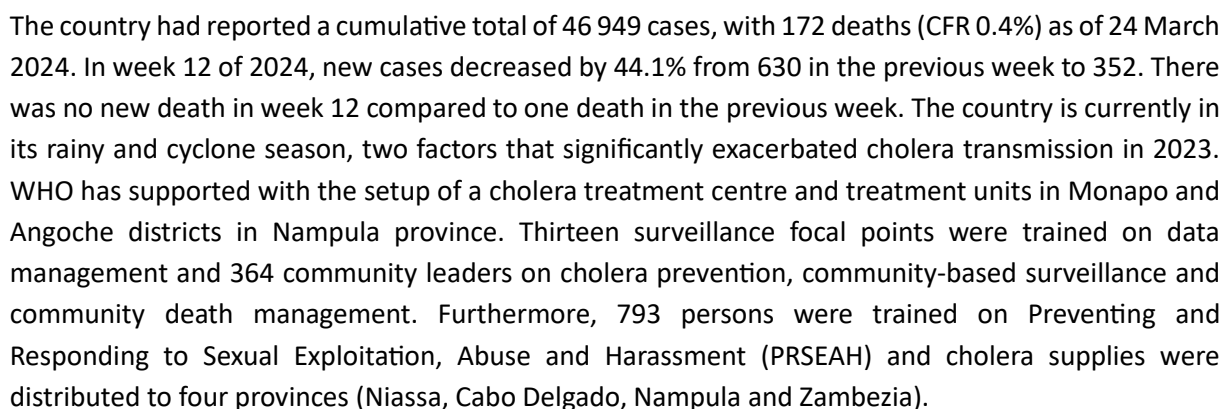 The country had reported a cumulative total of 46 949 cases, with 172 deaths (CFR 0.4%) as of 24 March
2024. In week 12 of 2024, new cases decreased by 44.1% from 630 in the previous week to 352. There
was no new death in week 12 compared to one death in the previous week. The country is currently in
its rainy and cyclone season, two factors that significantly exacerbated cholera transmission in 2023.
WHO has supported with the setup of a cholera treatment centre and treatment units in Monapo and
Angoche districts in Nampula province. Thirteen surveillance focal points were trained on data
management and 364 community leaders on cholera prevention, community-based surveillance and
community death management. Furthermore, 793 persons were trained on Preventing and
Responding to Sexual Exploitation, Abuse and Harassment (PRSEAH) and cholera supplies were
distributed to four provinces (Niassa, Cabo Delgado, Nampula and Zambezia).